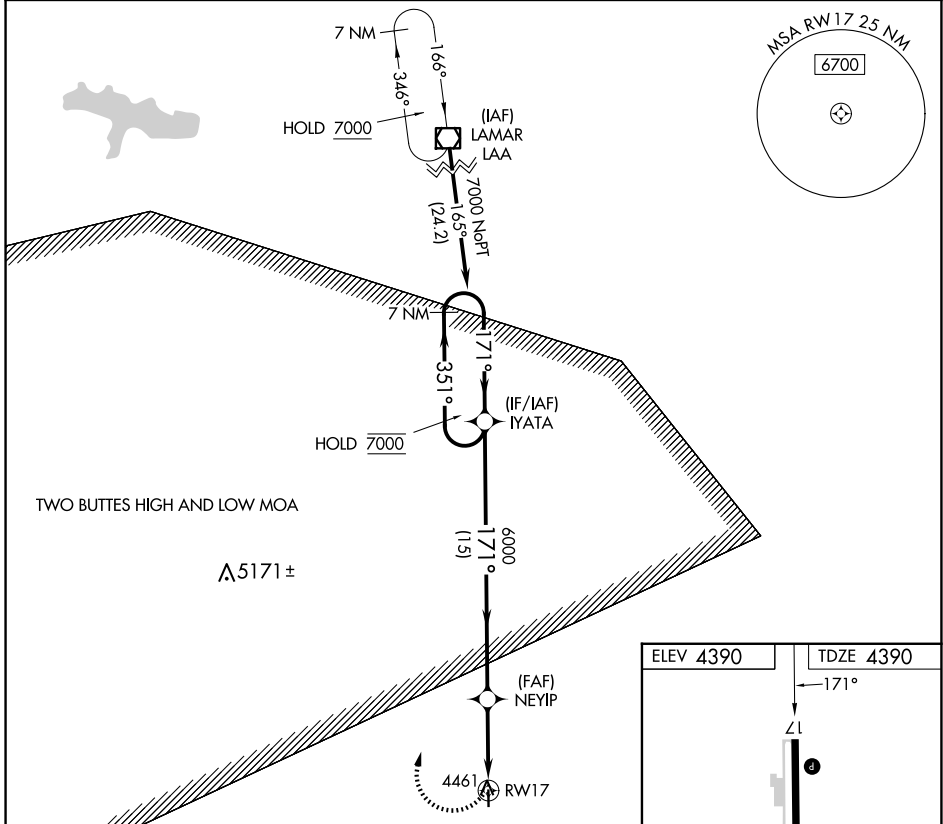 MSA RW17 25 NM
6700
7 NM
166°
346°
HOLD 7000
(IAF)
LAMAR
LAA
7000 NoPT
165°
(24.2)
7 NM
171°
351°
(IF/IAF)
IYATA
HOLD 7000
TWO BUTTES HIGH AND LOW MOA
6000
171°
(15)
5171±
(FAF)
NEYIP
4461
RW17
ELEV 4390
TDZE 4390
171°
17
P